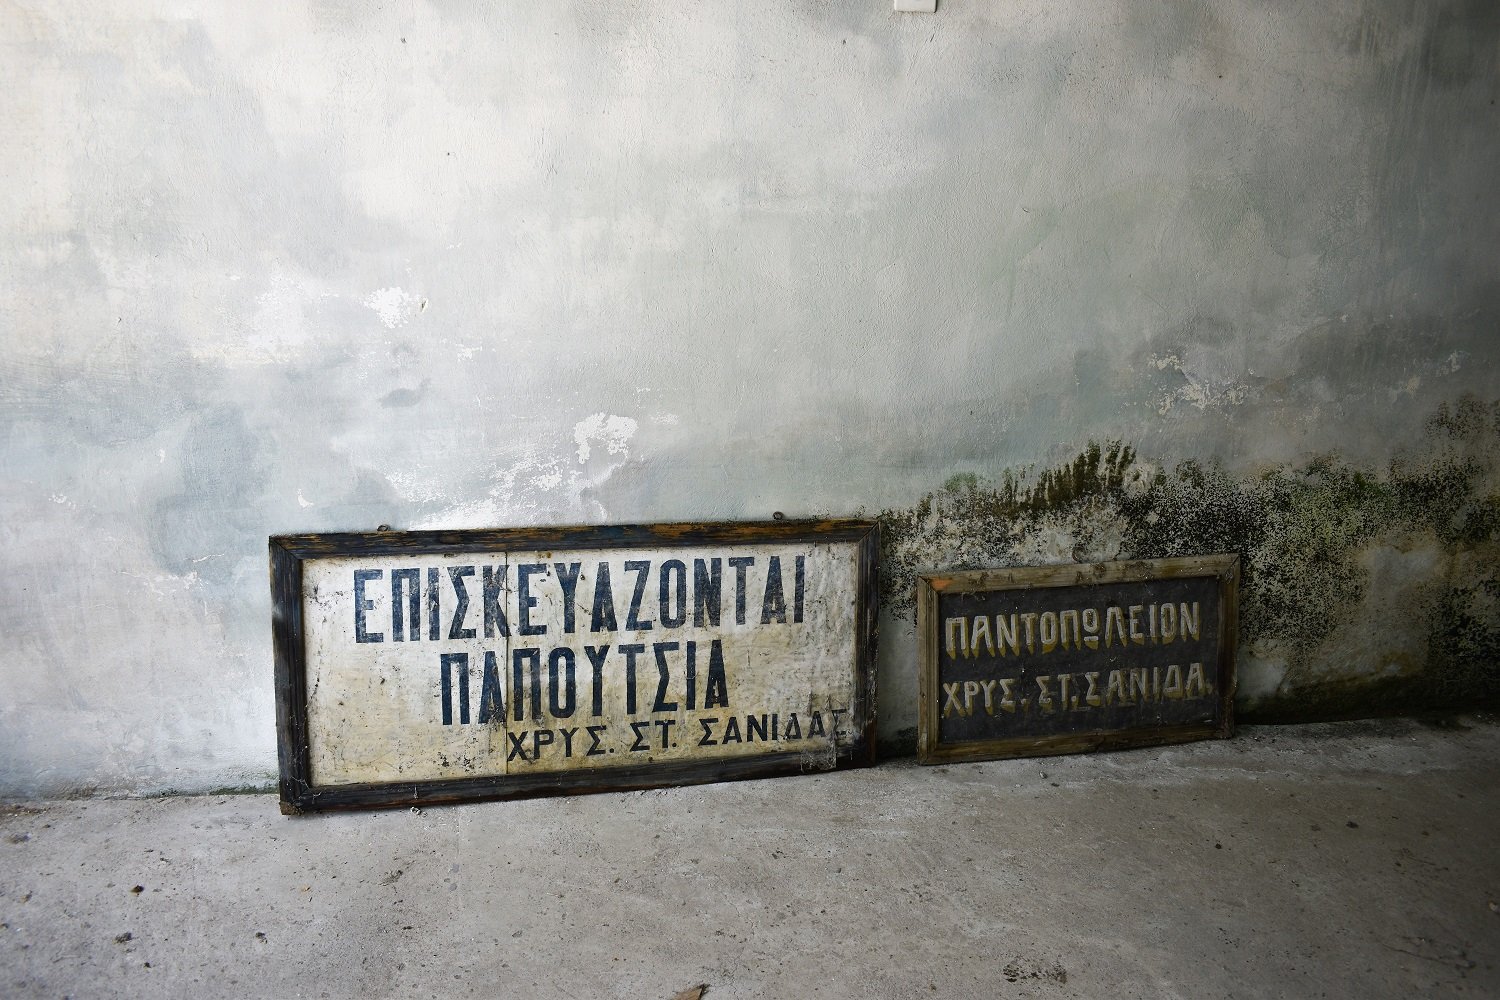 ΕΠΙΣΚΕΥΑΖΟΝΤΑΙ
ΠΑΠΟΥΤΣΙΑ
ΧΡΥΣ. ΣΤ. ΣΑΝΙΔΑΣ
ΠΑΝΤΟΠΩΛΕΙΟΝ
ΧΡΥΣ. ΣΤ. ΣΑΝΙΔΑ